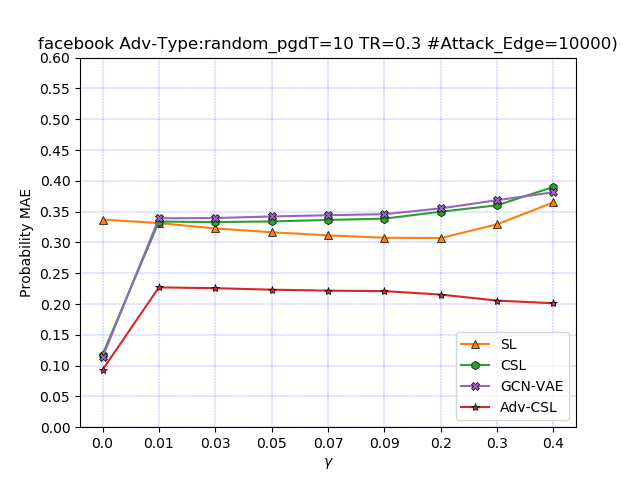 facebook Adv-Type:random_pgdT=10 TR=0.3 #Attack_Edge=10000)
0.60
0.55
0.50
0.45
0.40
0.35
0.30
0.25
0.20
0.15
0.10
0.05
0.00
Probability MAE
0.0 0.01 0.03 0.05 0.07 0.09 0.2 0.3 0.4
γ
SL
CSL
GCN-VAE
Adv-CSL